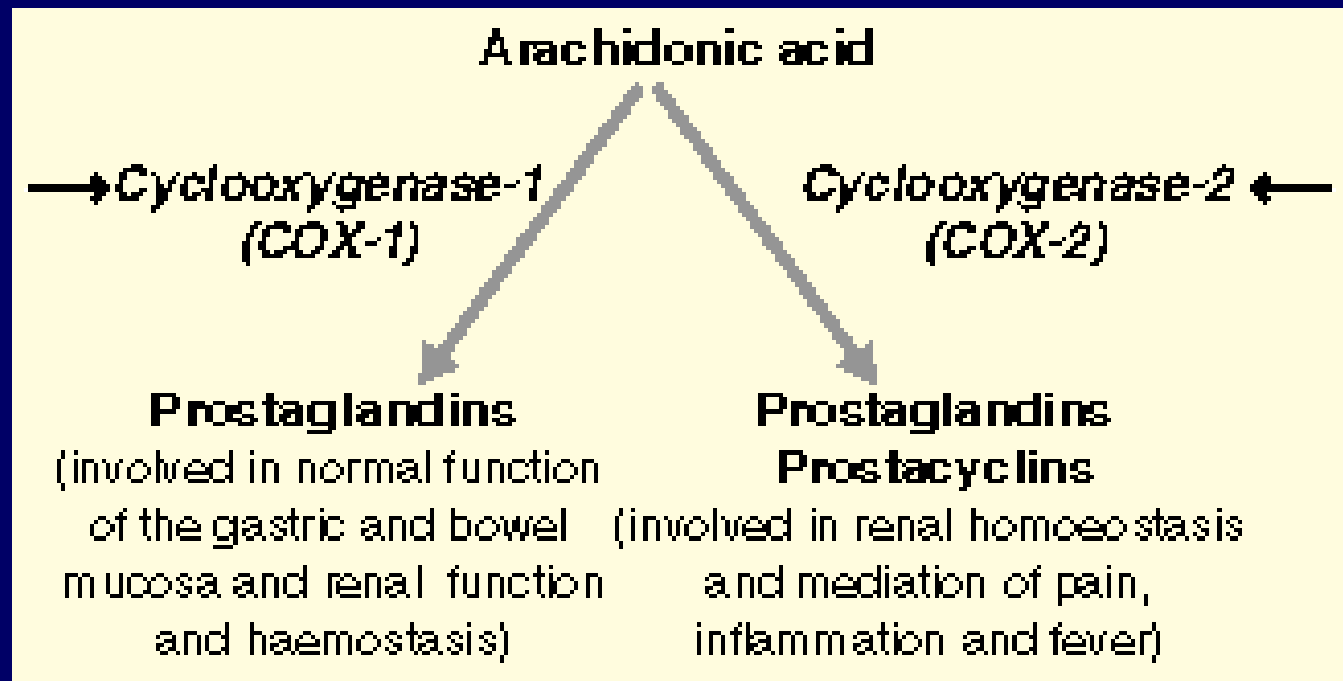 Arachidonic acid
Cyclooxygenase-1
(COX-1)
Cyclooxygenase-2
(COX-2)
Prostaglandins
(involved in normal function
of the gastric and bowel
mucosa and renal function
and haemostasis)
Prostaglandins
Prostacyclins
(involved in renal homoeostasis
and mediation of pain,
inflammation and fever)